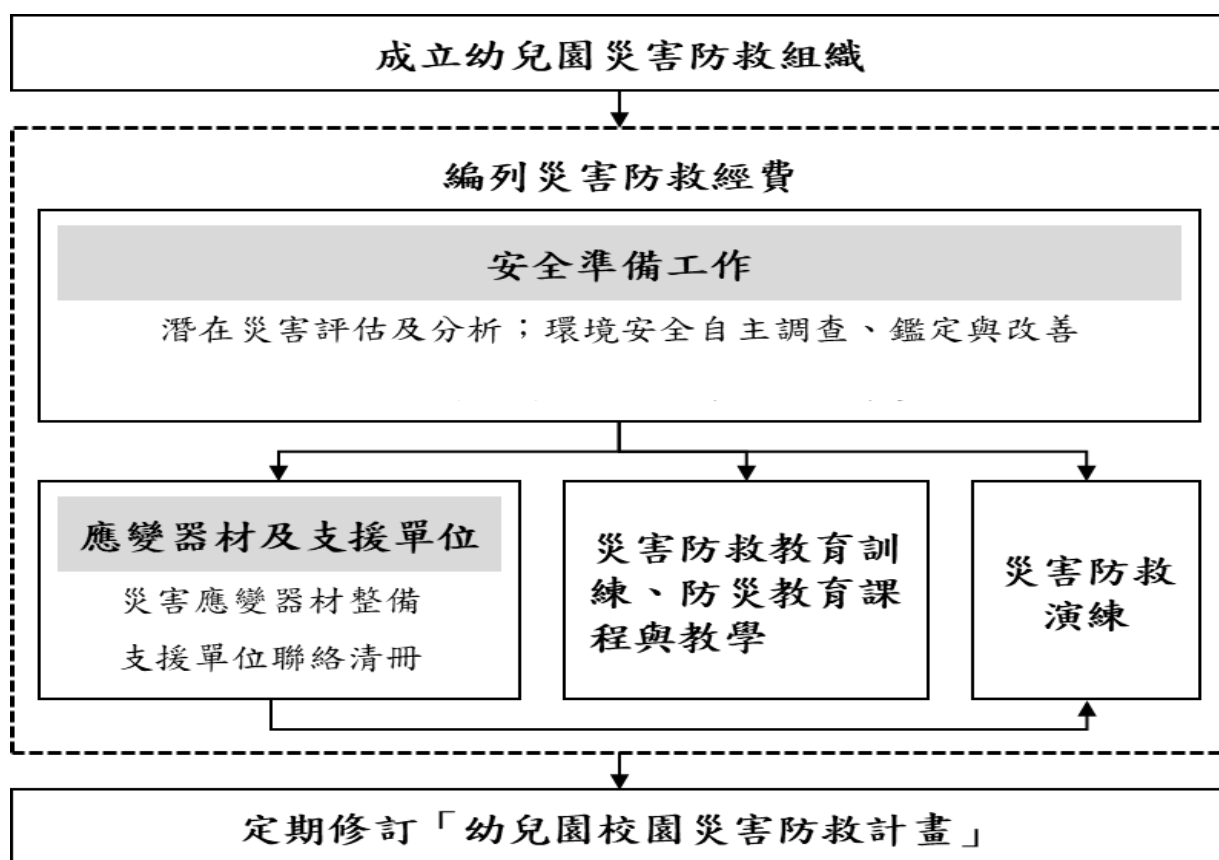 成立幼兒園災害防救組織
編列災害防救經費
安全準備工作
潛在災害評估及分析；環境安全自主調查、鑑定與改善
應變器材及支援單位
災害應變器材整備
支援單位聯絡清冊
災害防救教育訓
練、防災教育課
程與教學
災害防救
演練
定期修訂「幼兒園校園災害防救計畫」